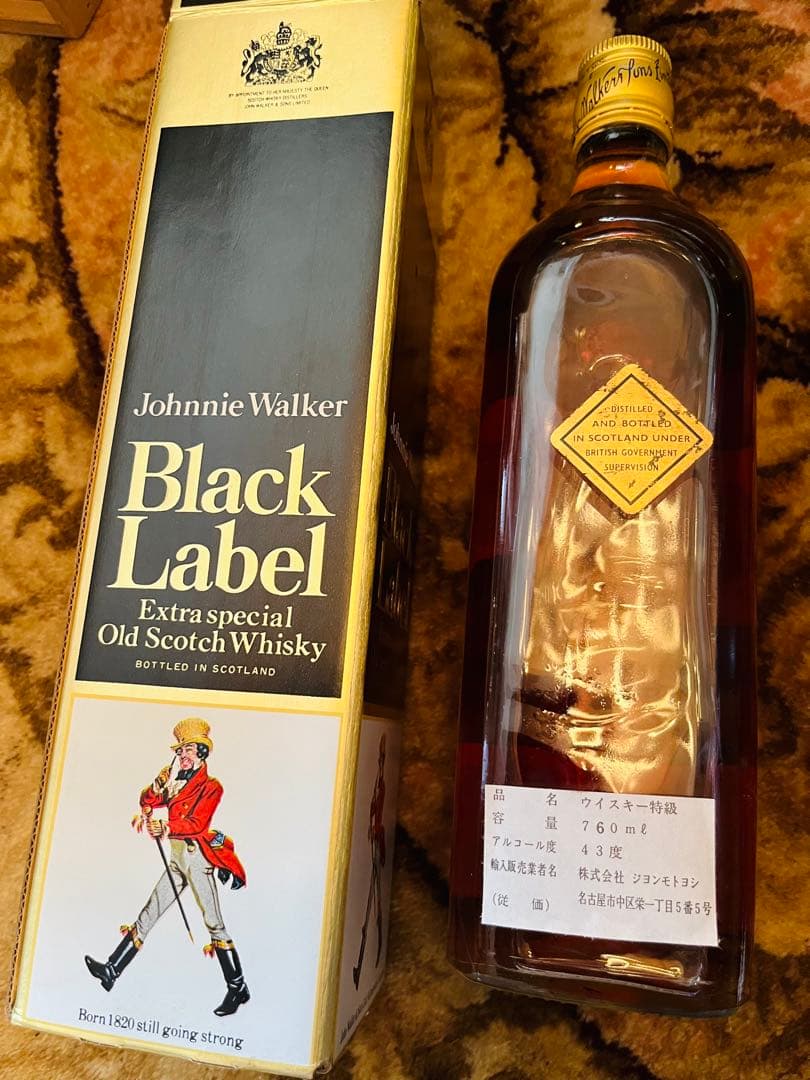 BY APPOINTMENT TO HER MAJESTY THE QUEEN
SCOTCH WHISKY DISTILLERS
JOHN WALKER & SONS LIMITED
Johnnie Walker
Black
Label
Extra special
Old Scotch Whisky
BOTTLED IN SCOTLAND
Born 1820 still going strong
Walker & Sons
DISTILLED
AND BOTTLED
IN SCOTLAND UNDER
BRITISH GOVERNMENT
SUPERVISION
品名 ウイスキー特級
容量 760mℓ
アルコール度 43度
輸入販売業者名 株式会社 ジヨンモトヨシ
(従価) 名古屋市中区栄一丁目5番5号